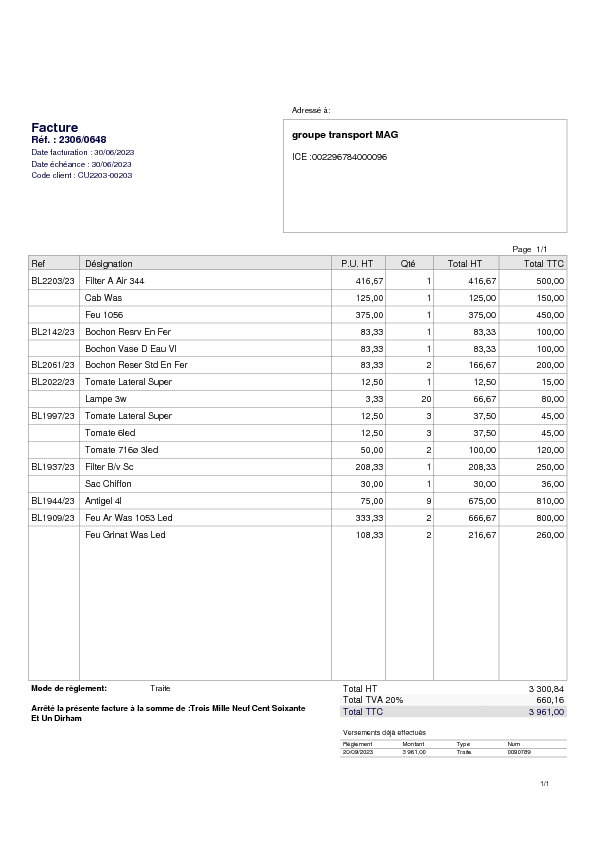 Adressé à:
Facture
Réf. : 2306/0648
Date facturation : 30/06/2023
Date échéance : 30/06/2023
Code client : CU2203-00203
groupe transport MAG
ICE :002296784000096
Page 1/1
Ref Désignation P.U. HT Qté Total HT Total TTC
BL2203/23 Filter A Air 344 416,67 1 416,67 500,00
Cab Was 125,00 1 125,00 150,00
Feu 1056 375,00 1 375,00 450,00
BL2142/23 Bochon Resrv En Fer 83,33 1 83,33 100,00
Bochon Vase D Eau Vl 83,33 1 83,33 100,00
BL2061/23 Bochon Reser Std En Fer 83,33 2 166,67 200,00
BL2022/23 Tomate Lateral Super 12,50 1 12,50 15,00
Lampe 3w 3,33 20 66,67 80,00
BL1997/23 Tomate Lateral Super 12,50 3 37,50 45,00
Tomate 6led 12,50 3 37,50 45,00
Tomate 716ø 3led 50,00 2 100,00 120,00
BL1937/23 Filter B/v Sc 208,33 1 208,33 250,00
Sac Chiffon 30,00 1 30,00 36,00
BL1944/23 Antigel 4l 75,00 9 675,00 810,00
BL1909/23 Feu Ar Was 1053 Led 333,33 2 666,67 800,00
Feu Grinat Was Led 108,33 2 216,67 260,00
Mode de règlement: Traite
Total HT 3 300,84
Total TVA 20% 660,16
Total TTC 3 961,00
Arrêté la présente facture à la somme de :Trois Mille Neuf Cent Soixante
Et Un Dirham
Versements déjà effectués
Règlement Montant Type Num
20/09/2023 3 961,00 Traite 0090789
1/1